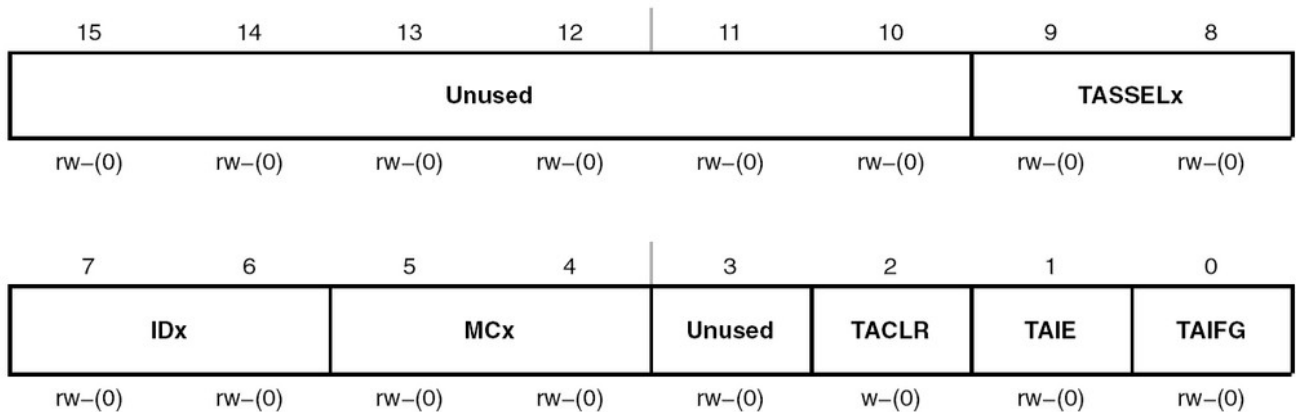 15 14 13 12 11 10 9 8
Unused TASSELx
rw–(0) rw–(0) rw–(0) rw–(0) rw–(0) rw–(0) rw–(0) rw–(0)
7 6 5 4 3 2 1 0
IDx MCx Unused TACLR TAIE TAIFG
rw–(0) rw–(0) rw–(0) rw–(0) rw–(0) w–(0) rw–(0) rw–(0)